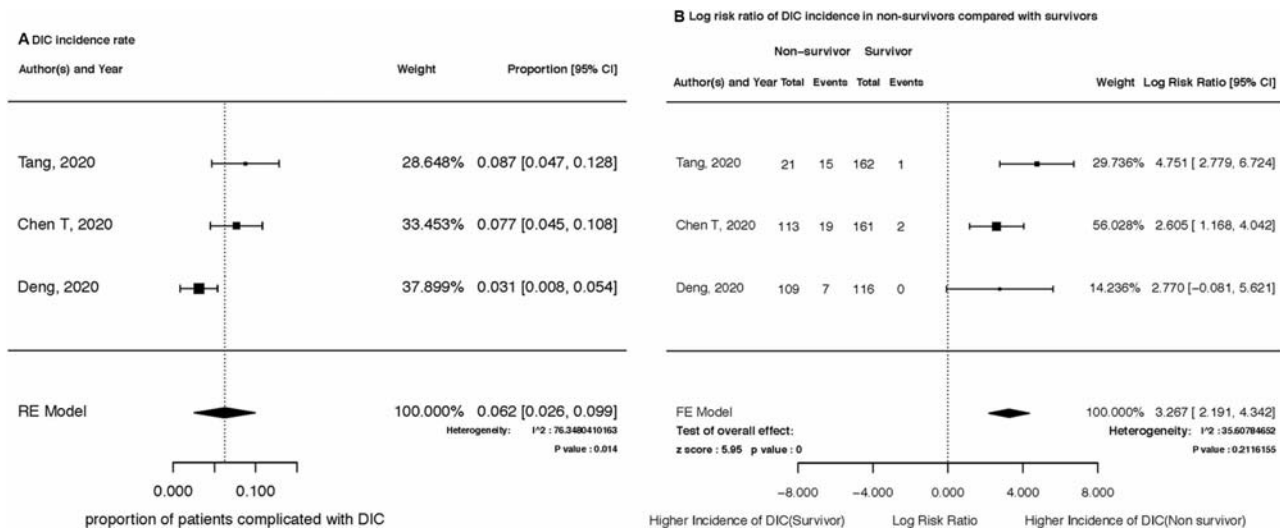 A DIC incidence rate
Author(s) and Year Weight Proportion [95% CI]
Tang, 2020 28.648% 0.087 [0.047, 0.128]
Chen T, 2020 33.453% 0.077 [0.045, 0.108]
Deng, 2020 37.899% 0.031 [0.008, 0.054]
RE Model 100.000% 0.062 [0.026, 0.099]
Heterogeneity: I^2 : 76.3480410163
P value : 0.014
0.000 0.100
proportion of patients complicated with DIC
B Log risk ratio of DIC incidence in non-survivors compared with survivors
Non-survivor Survivor
Author(s) and Year Total Events Total Events Weight Log Risk Ratio [95% CI]
Tang, 2020 21 15 162 1 29.736% 4.751 [ 2.779, 6.724]
Chen T, 2020 113 19 161 2 56.028% 2.605 [ 1.168, 4.042]
Deng, 2020 109 7 116 0 14.236% 2.770 [-0.081, 5.621]
FE Model 100.000% 3.267 [ 2.191, 4.342]
Test of overall effect: Heterogeneity: I^2 : 35.60784652
z score : 5.95 p value : 0 P value : 0.2116155
-8.000 -4.000 0.000 4.000 8.000
Higher Incidence of DIC(Survivor) Log Risk Ratio Higher Incidence of DIC(Non survivor)